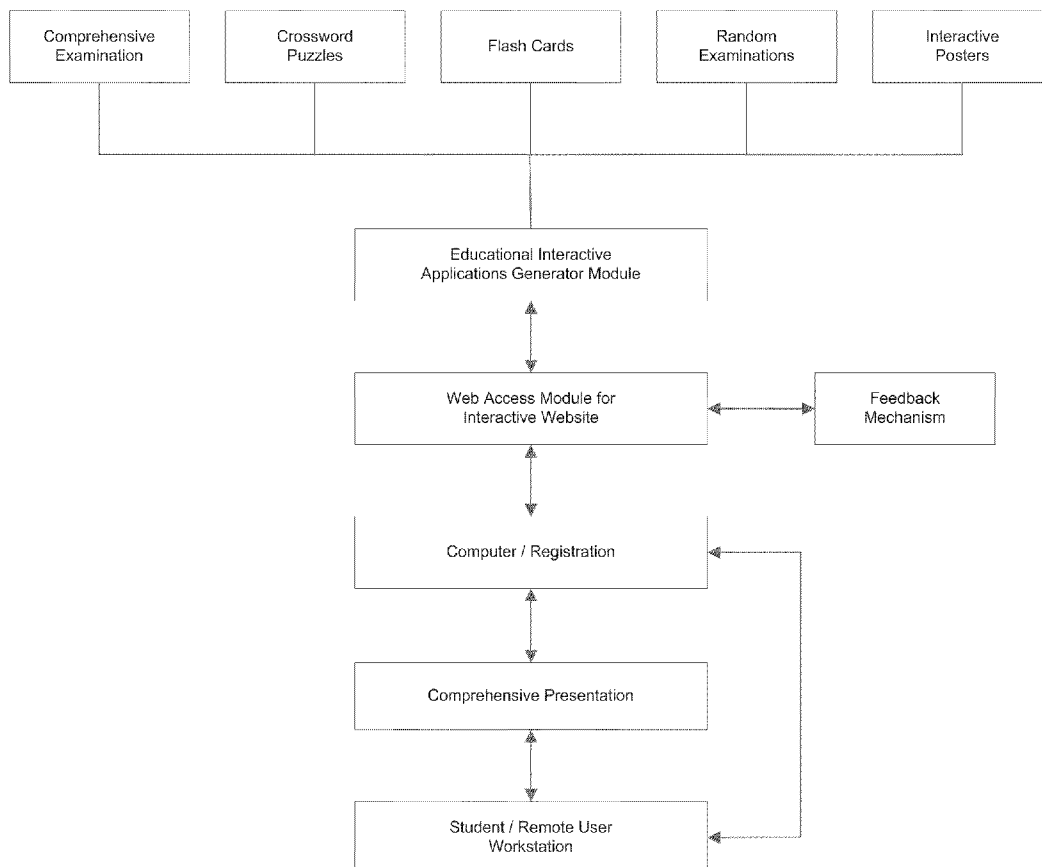 Comprehensive
Examination
Crossword
Puzzles
Flash Cards
Random
Examinations
Interactive
Posters
Educational Interactive
Applications Generator Module
Web Access Module for
Interactive Website
Feedback
Mechanism
Computer / Registration
Comprehensive Presentation
Student / Remote User
Workstation